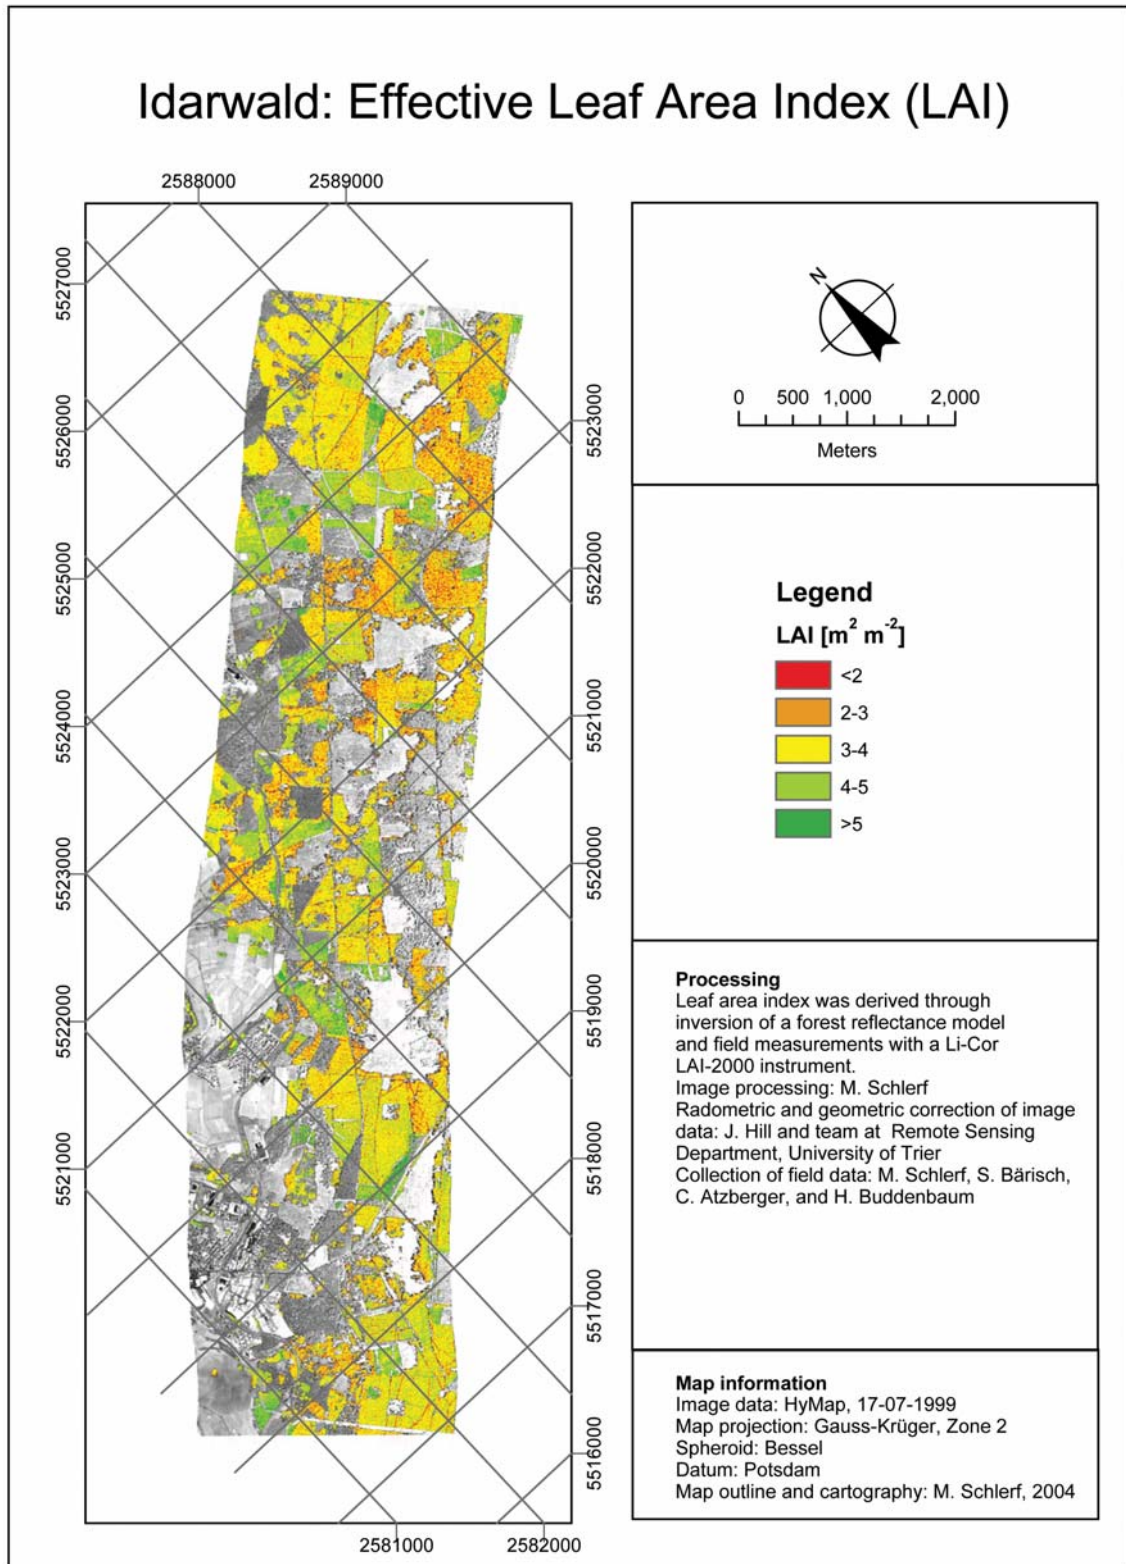 Idarwald: Effective Leaf Area Index (LAI)
2588000 2589000
5527000
5526000
5525000
5524000
5523000
5522000
5521000
5523000
5522000
5521000
5520000
5519000
5518000
5517000
5516000
2581000 2582000
N
0 500 1,000 2,000
Meters
Legend
LAI [m² m⁻²]
<2
2-3
3-4
4-5
>5
Processing
Leaf area index was derived through
inversion of a forest reflectance model
and field measurements with a Li-Cor
LAI-2000 instrument.
Image processing: M. Schlerf
Radometric and geometric correction of image
data: J. Hill and team at Remote Sensing
Department, University of Trier
Collection of field data: M. Schlerf, S. Bärisch,
C. Atzberger, and H. Buddenbaum
Map information
Image data: HyMap, 17-07-1999
Map projection: Gauss-Krüger, Zone 2
Spheroid: Bessel
Datum: Potsdam
Map outline and cartography: M. Schlerf, 2004